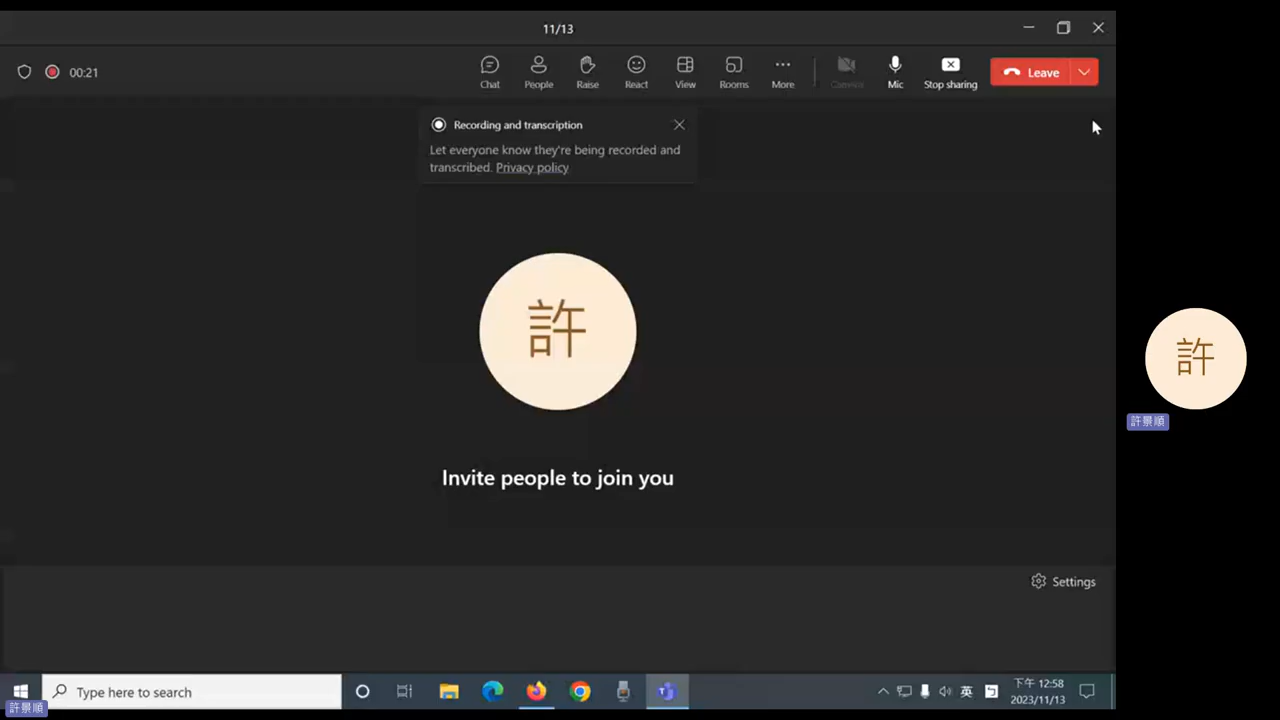 11/13
00:21
Chat
People
Raise
React
View
Rooms
More
Camera
Mic
Stop sharing
Leave
Recording and transcription
Let everyone know they're being recorded and
transcribed. Privacy policy
許
許
許景順
Invite people to join you
Settings
Type here to search
英
下午 12:58
2023/11/13
許景順